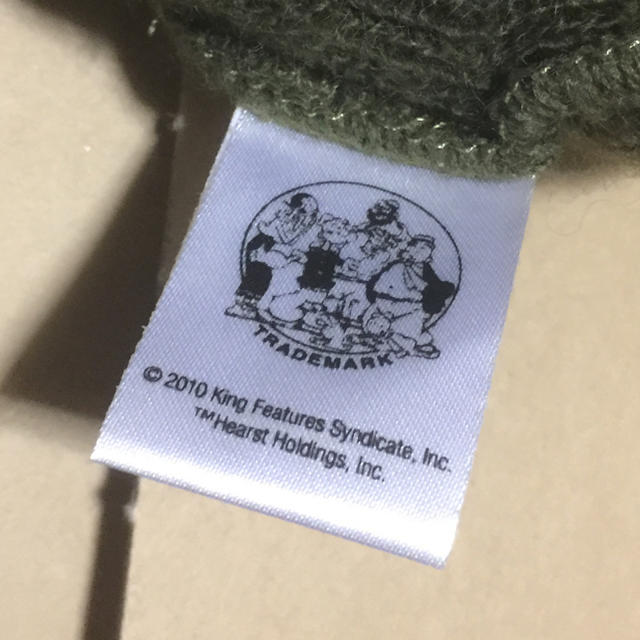 TRADEMARK
© 2010 King Features Syndicate, Inc.
™Hearst Holdings, Inc.